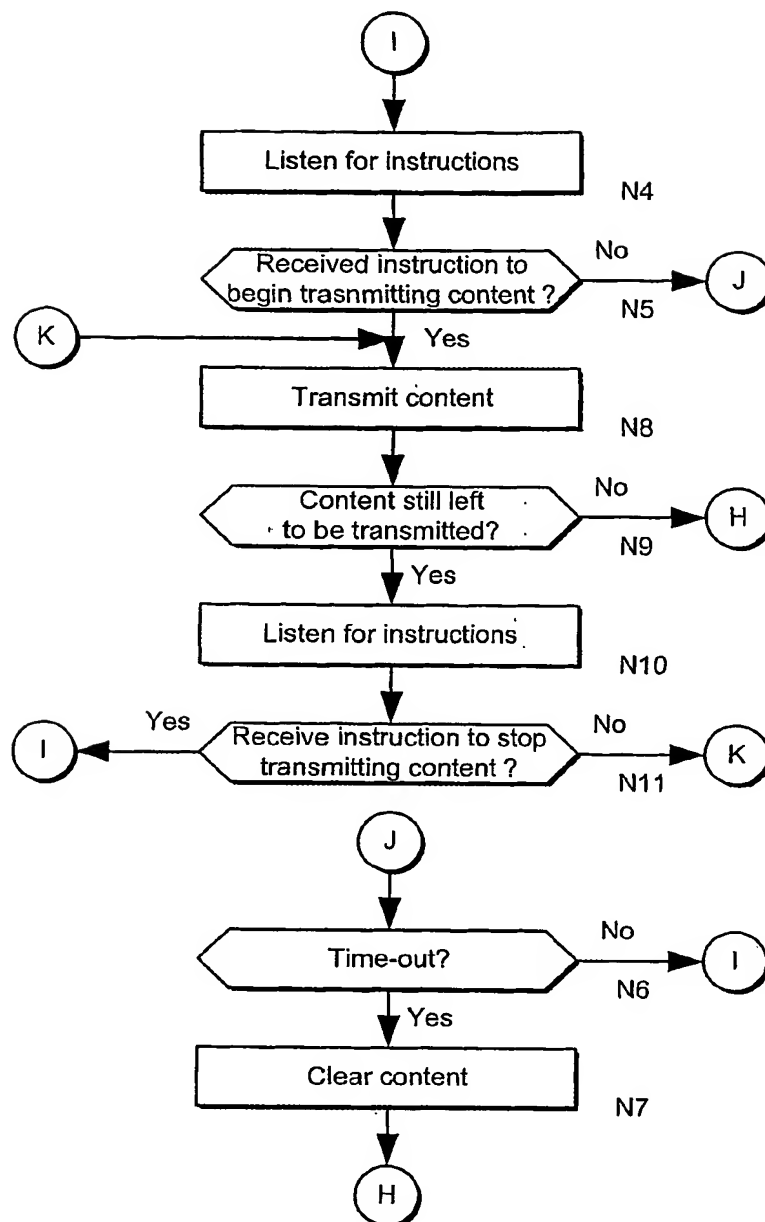 I
Listen for instructions
N4
Received instruction to
begin trasnmitting content ?
No
J
N5
K
Yes
Transmit content
N8
Content still left
to be transmitted?
No
H
N9
Yes
Listen for instructions
N10
Yes
I
Receive instruction to stop
transmitting content ?
No
K
N11
J
Time-out?
No
I
N6
Yes
Clear content
N7
H